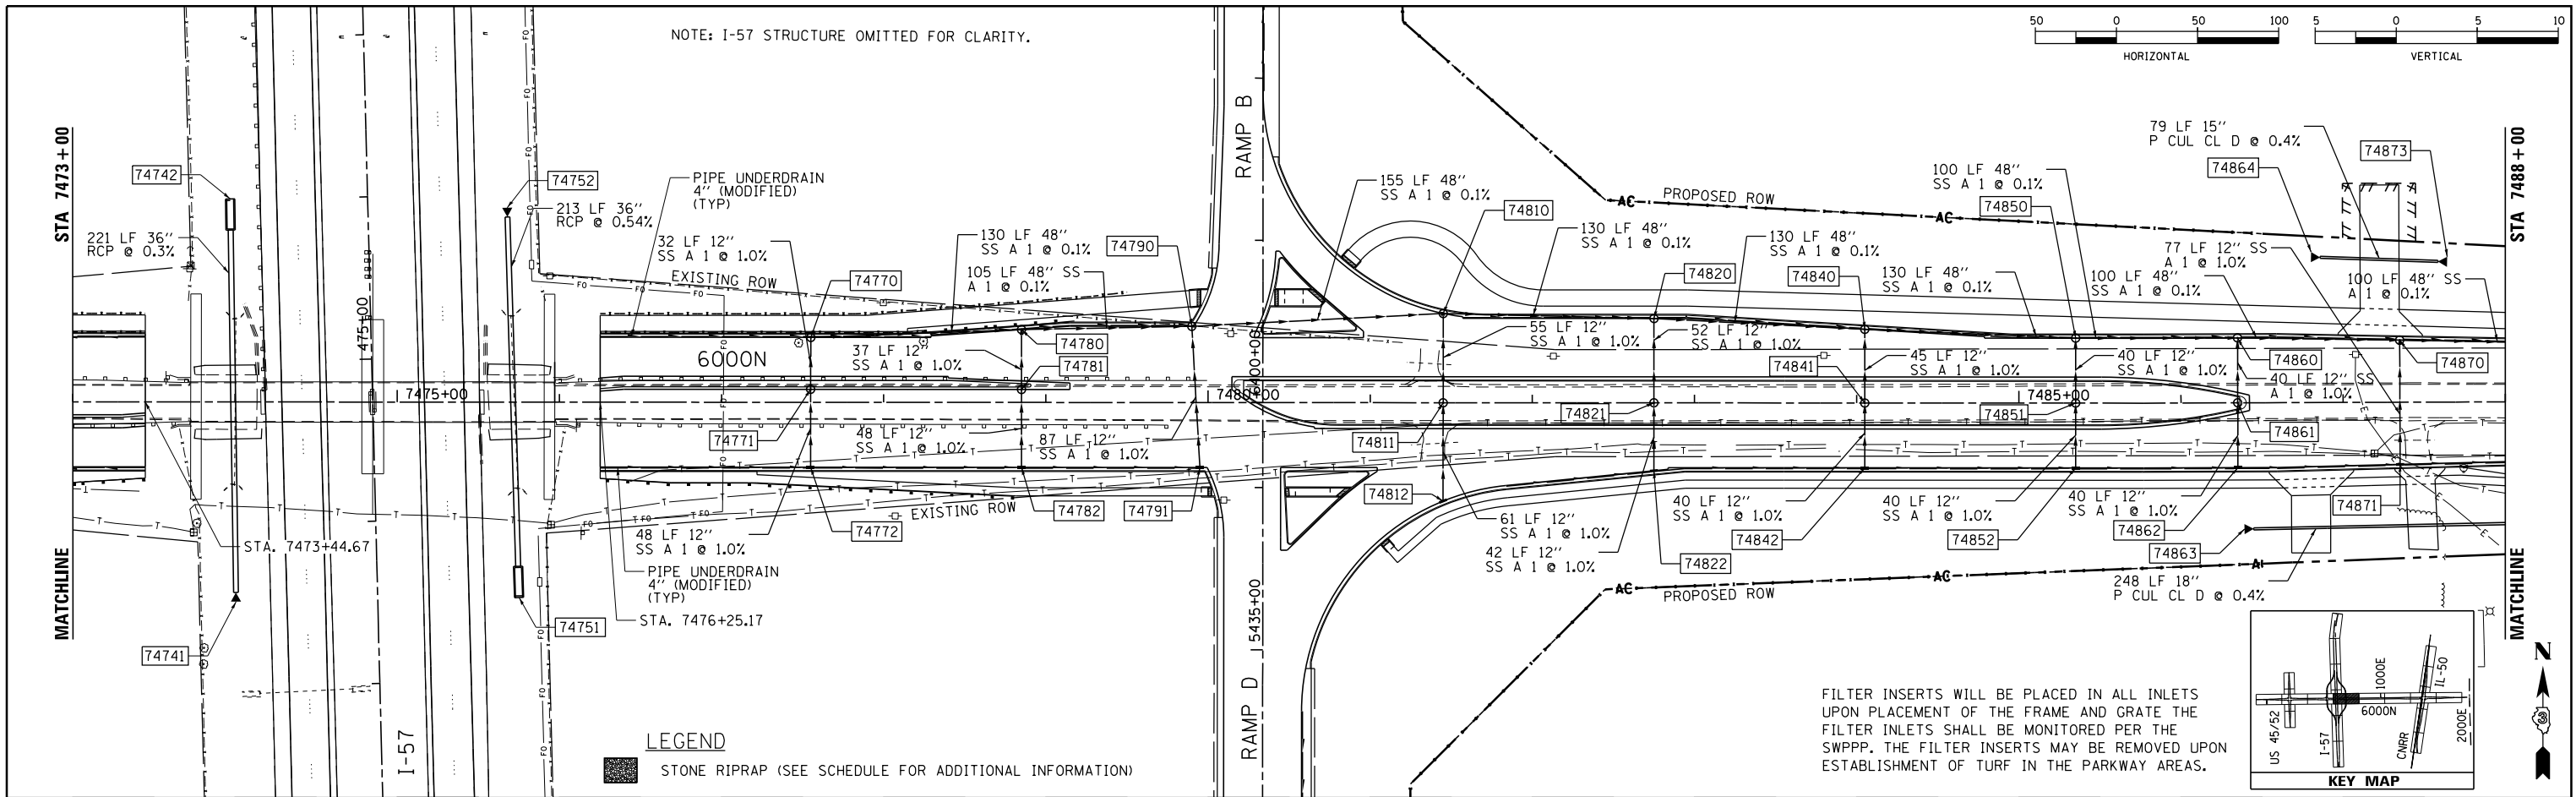 NOTE: I-57 STRUCTURE OMITTED FOR CLARITY.
50 0 50 100
HORIZONTAL
5 0 5 10
VERTICAL
STA 7473+00
MATCHLINE
74742
221 LF 36"
RCP @ 0.3%
74741
STA. 7473+44.67
475+00
7475+00
I-57
74752
213 LF 36"
RCP @ 0.54%
74751
PIPE UNDERDRAIN
4" (MODIFIED)
(TYP)
32 LF 12"
SS A 1 @ 1.0%
EXISTING ROW
74770
6000N
130 LF 48"
SS A 1 @ 0.1%
105 LF 48" SS
A 1 @ 0.1%
74790
37 LF 12"
SS A 1 @ 1.0%
74780
74781
74771
48 LF 12"
SS A 1 @ 1.0%
87 LF 12"
SS A 1 @ 1.0%
48 LF 12"
SS A 1 @ 1.0%
74772
EXISTING ROW
74782
74791
PIPE UNDERDRAIN
4" (MODIFIED)
(TYP)
STA. 7476+25.17
RAMP B
7480+00
5400+00
5435+00
RAMP D
155 LF 48"
SS A 1 @ 0.1%
74810
130 LF 48"
SS A 1 @ 0.1%
74820
130 LF 48"
SS A 1 @ 0.1%
74840
130 LF 48"
SS A 1 @ 0.1%
100 LF 48"
SS A 1 @ 0.1%
74850
100 LF 48"
SS A 1 @ 0.1%
77 LF 12" SS
A 1 @ 1.0%
100 LF 48" SS
A 1 @ 0.1%
AC PROPOSED ROW AC
79 LF 15"
P CUL CL D @ 0.4%
74864
74873
55 LF 12"
SS A 1 @ 1.0%
52 LF 12"
SS A 1 @ 1.0%
74841
45 LF 12"
SS A 1 @ 1.0%
40 LF 12"
SS A 1 @ 1.0%
74860
40 LF 12" SS
A 1 @ 1.0%
74870
7485+00
74811
74821
74851
74861
74812
61 LF 12"
SS A 1 @ 1.0%
42 LF 12"
SS A 1 @ 1.0%
74822
40 LF 12"
SS A 1 @ 1.0%
74842
40 LF 12"
SS A 1 @ 1.0%
74852
40 LF 12"
SS A 1 @ 1.0%
74862
74863
74871
248 LF 18"
P CUL CL D @ 0.4%
AC PROPOSED ROW AC
STA 7488+00
MATCHLINE
LEGEND
STONE RIPRAP (SEE SCHEDULE FOR ADDITIONAL INFORMATION)
FILTER INSERTS WILL BE PLACED IN ALL INLETS
UPON PLACEMENT OF THE FRAME AND GRATE THE
FILTER INLETS SHALL BE MONITORED PER THE
SWPPP. THE FILTER INSERTS MAY BE REMOVED UPON
ESTABLISHMENT OF TURF IN THE PARKWAY AREAS.
US 45/52
I-57
1000E
6000N
CNRR
IL-50
2000E
KEY MAP
N